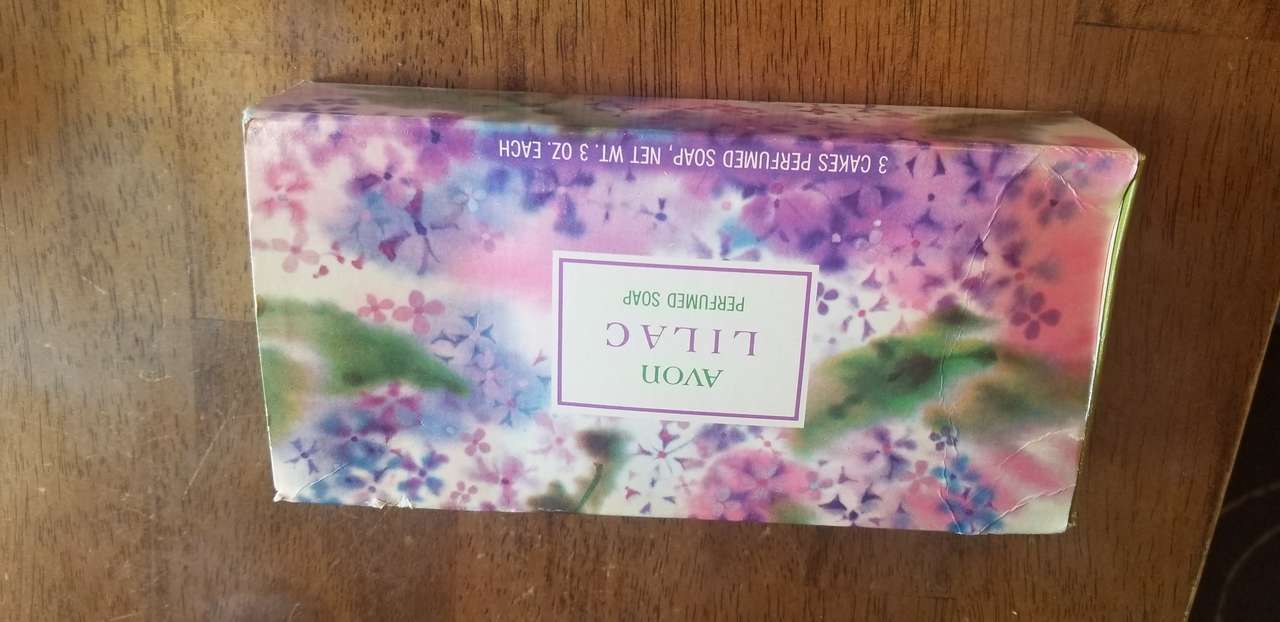 AVON
LILAC
PERFUMED SOAP
3 CAKES PERFUMED SOAP, NET WT. 3 OZ. EACH